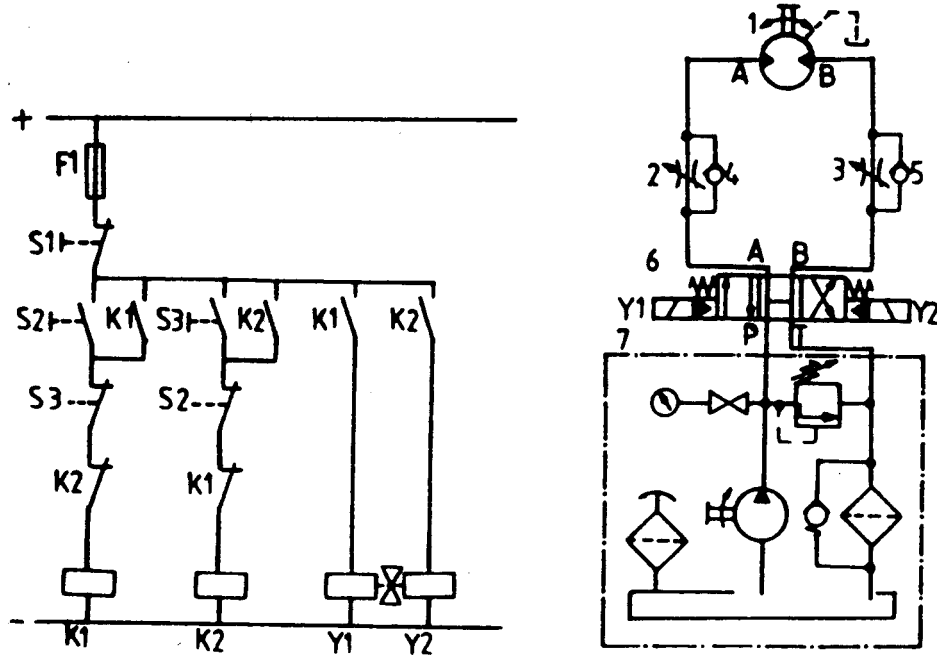 1
A B
+
F1
2 4 3 5
S1
A B
6
S2 K1 S3 K2 K1 K2
Y1 Y2
P T
7
S3 S2
K2 K1
-
K1 K2 Y1 Y2